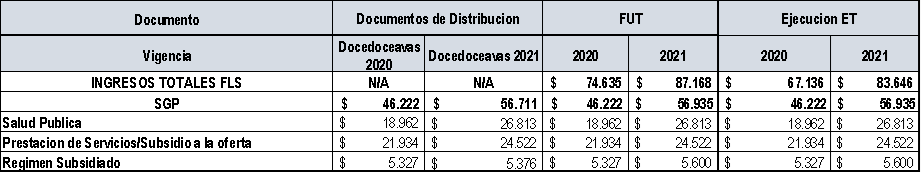 Documento Documentos de Distribucion FUT Ejecucion ET
Vigencia Docedoceavas 2020 Docedoceavas 2021 2020 2021 2020 2021
INGRESOS TOTALES FLS N/A N/A $ 74.635 $ 87.168 $ 67.136 $ 83.646
SGP $ 46.222 $ 56.711 $ 46.222 $ 56.935 $ 46.222 $ 56.935
Salud Publica $ 18.962 $ 26.813 $ 18.962 $ 26.813 $ 18.962 $ 26.813
Prestacion de Servicios/Subsidio a la oferta $ 21.934 $ 24.522 $ 21.934 $ 24.522 $ 21.934 $ 24.522
Regimen Subsidiado $ 5.327 $ 5.376 $ 5.327 $ 5.600 $ 5.327 $ 5.600